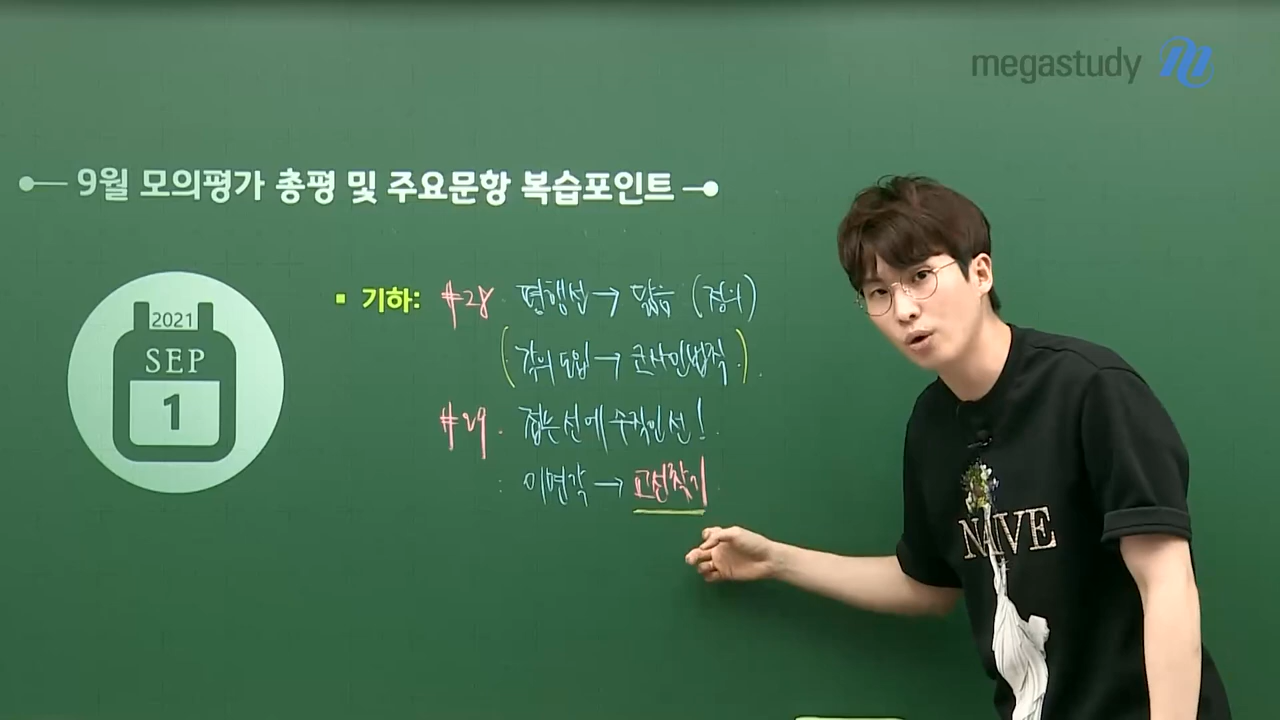 megastudy
9월 모의평가 총평 및 주요문항 복습포인트
2021
SEP
1
기하: #28 평행선 → 닮음 (정의)
(각의 도입 → 코사인법칙)
#29. 접는 선에 수직인 선!
이면각 → 교선찾기
NAIVE